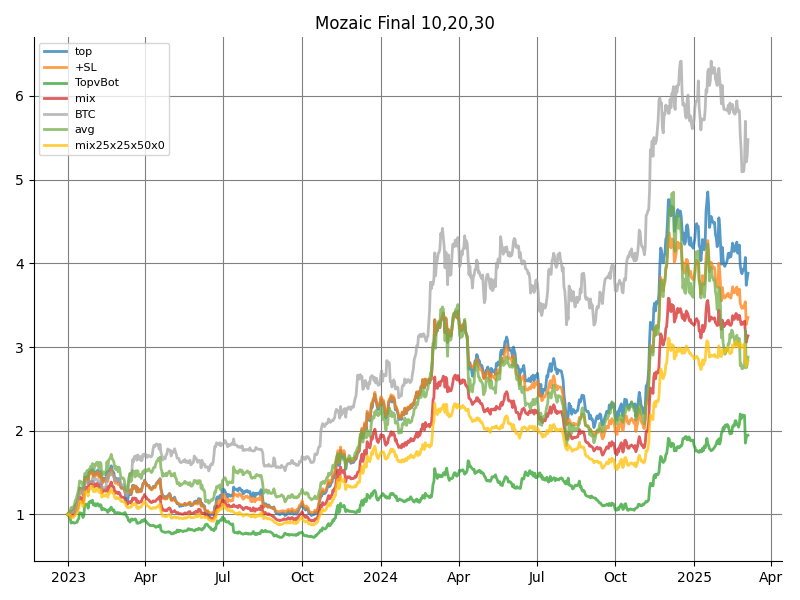 Mozaic Final 10,20,30
top
+SL
TopvBot
mix
BTC
avg
mix25x25x50x0
6
5
4
3
2
1
2023 Apr Jul Oct 2024 Apr Jul Oct 2025 Apr